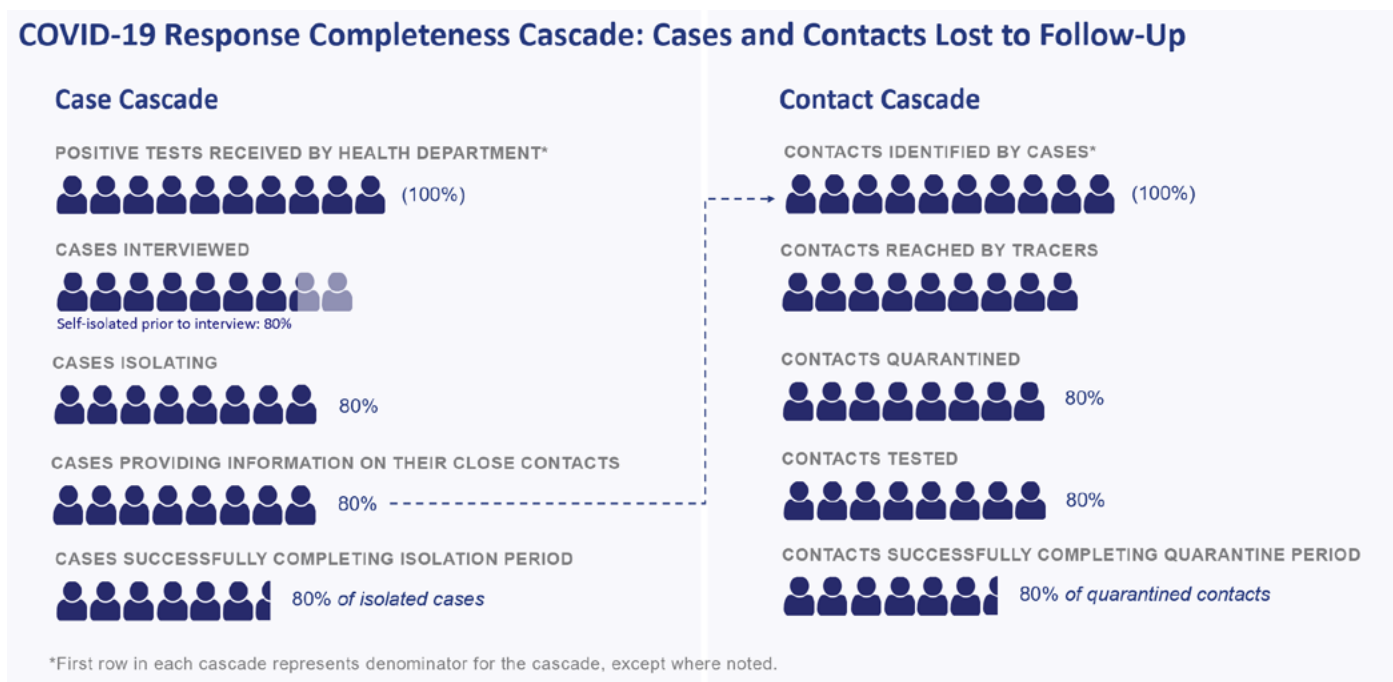 COVID-19 Response Completeness Cascade: Cases and Contacts Lost to Follow-Up
Case Cascade
POSITIVE TESTS RECEIVED BY HEALTH DEPARTMENT*
(100%)
CASES INTERVIEWED
Self-isolated prior to interview: 80%
CASES ISOLATING
80%
CASES PROVIDING INFORMATION ON THEIR CLOSE CONTACTS
80%
CASES SUCCESSFULLY COMPLETING ISOLATION PERIOD
80% of isolated cases
Contact Cascade
CONTACTS IDENTIFIED BY CASES*
(100%)
CONTACTS REACHED BY TRACERS
CONTACTS QUARANTINED
80%
CONTACTS TESTED
80%
CONTACTS SUCCESSFULLY COMPLETING QUARANTINE PERIOD
80% of quarantined contacts
*First row in each cascade represents denominator for the cascade, except where noted.